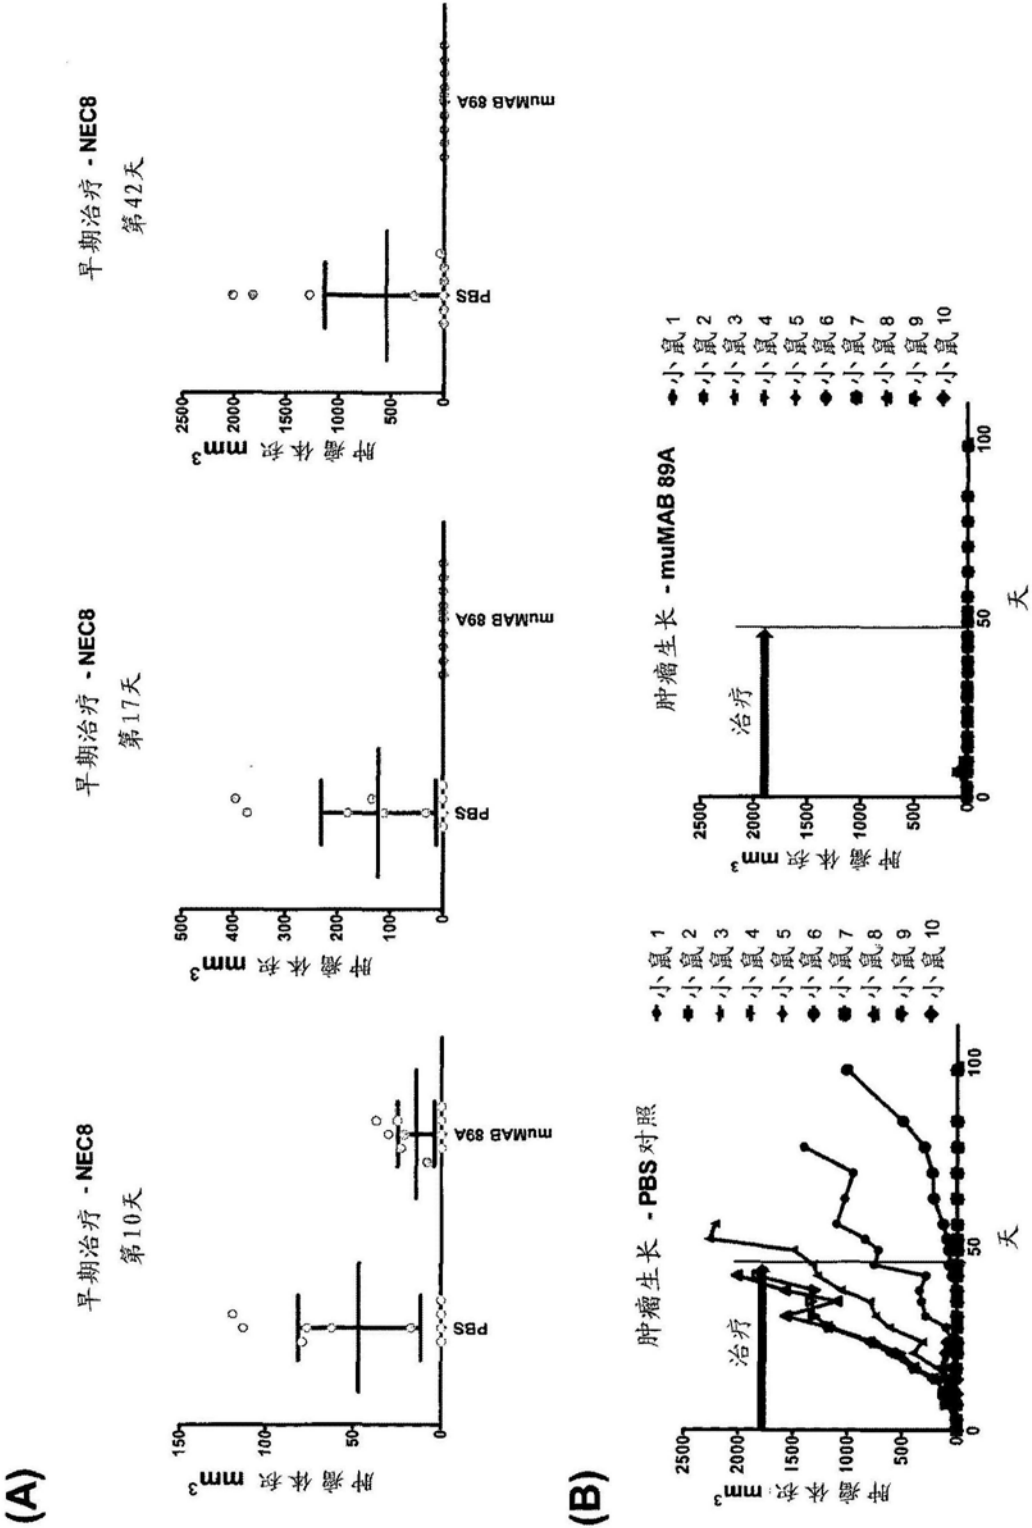 (A)
早期治疗 - NEC8
第10天
肿瘤体积 mm³
150
100
50
0
PBS
muMAB 89A
早期治疗 - NEC8
第17天
肿瘤体积 mm³
500
400
300
200
100
0
PBS
muMAB 89A
早期治疗 - NEC8
第42天
肿瘤体积 mm³
2500
2000
1500
1000
500
0
PBS
muMAB 89A
(B)
肿瘤生长 - PBS 对照
肿瘤体积 mm³
2500
2000
1500
1000
500
0
治疗
0
50
100
天
小鼠 1
小鼠 2
小鼠 3
小鼠 4
小鼠 5
小鼠 6
小鼠 7
小鼠 8
小鼠 9
小鼠 10
肿瘤生长 - muMAB 89A
肿瘤体积 mm³
2500
2000
1500
1000
500
0
治疗
0
50
100
天
小鼠 1
小鼠 2
小鼠 3
小鼠 4
小鼠 5
小鼠 6
小鼠 7
小鼠 8
小鼠 9
小鼠 10